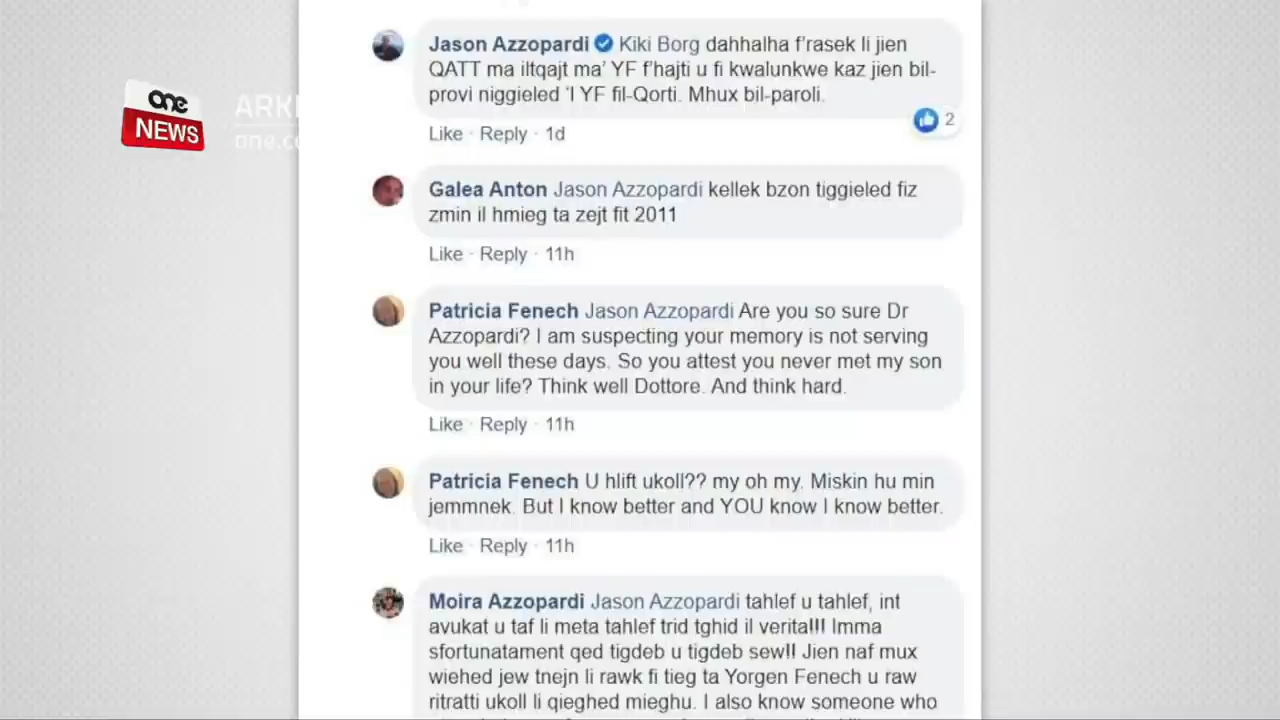 one
NEWS
ARKI
one.co
Jason Azzopardi Kiki Borg dahhalha f'rasek li jien
QATT ma iltqajt ma' YF f'hajti u fi kwalunkwe kaz jien bil-
provi niggieled 'l YF fil-Qorti. Mhux bil-paroli.
2
Like · Reply · 1d
Galea Anton Jason Azzopardi kellek bzon tiggieled fiz
zmin il hmieg ta zejt fit 2011
Like · Reply · 11h
Patricia Fenech Jason Azzopardi Are you so sure Dr
Azzopardi? I am suspecting your memory is not serving
you well these days. So you attest you never met my son
in your life? Think well Dottore. And think hard.
Like · Reply · 11h
Patricia Fenech U hlift ukoll?? my oh my. Miskin hu min
jemmnek. But I know better and YOU know I know better.
Like · Reply · 11h
Moira Azzopardi Jason Azzopardi tahlef u tahlef, int
avukat u taf li meta tahlef trid tghid il verita!!! Imma
sfortunatament qed tigdeb u tigdeb sew!! Jien naf mux
wiehed jew tnejn li rawk fi tieg ta Yorgen Fenech u raw
ritratti ukoll li qieghed mieghu. I also know someone who